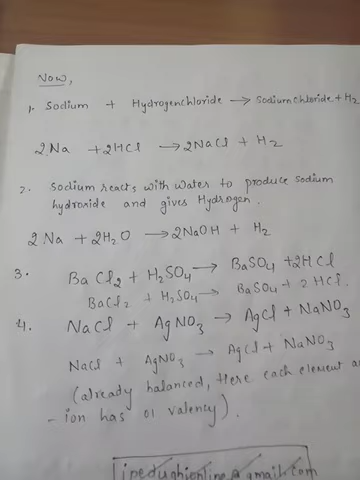 Now,
1. Sodium + Hydrogenchloride → Sodiumchloride + H₂
2Na + 2HCl → 2NaCl + H₂
2. Sodium reacts with water to produce Sodium
hydroxide and gives Hydrogen.
2Na + 2H₂O → 2NaOH + H₂
3. BaCl₂ + H₂SO₄ → BaSO₄ + 2HCl
BaCl₂ + H₂SO₄ → BaSO₄ + 2HCl.
4. NaCl + AgNO₃ → AgCl + NaNO₃
NaCl + AgNO₃ → AgCl + NaNO₃
(already balanced, Here each element a
-ion has 01 valency).